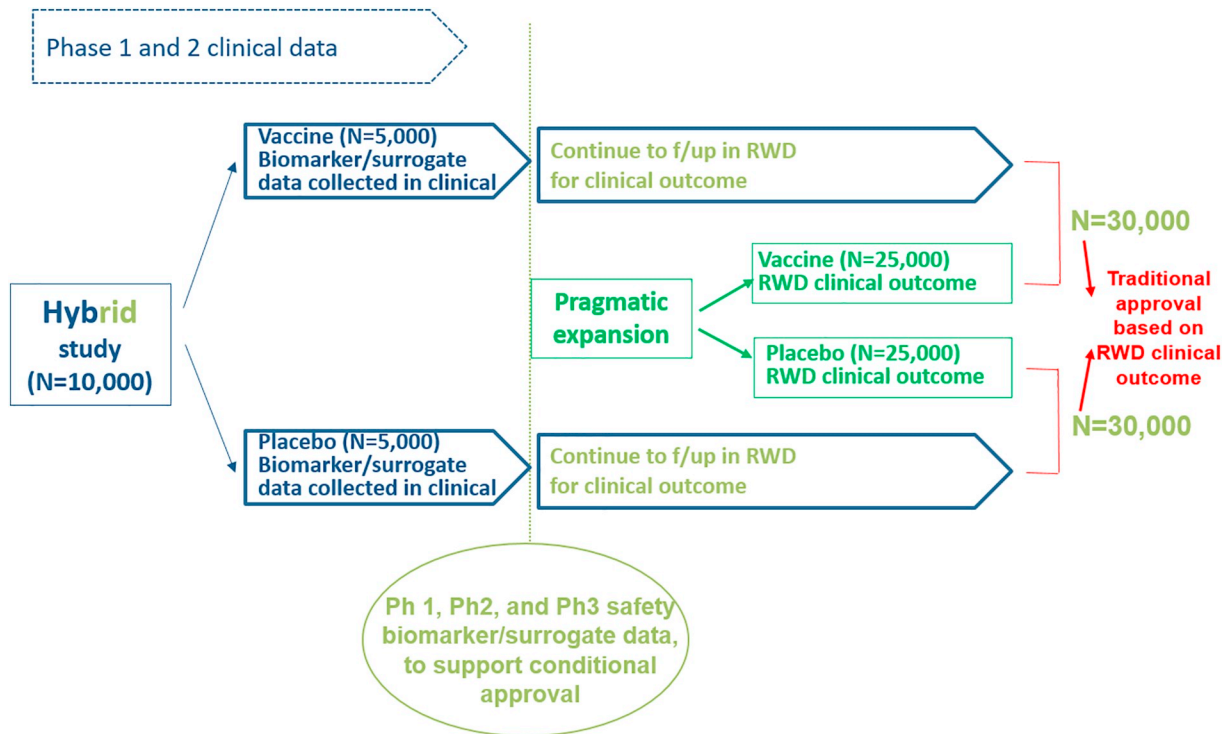 Phase 1 and 2 clinical data
Vaccine (N=5,000)
Biomarker/surrogate
data collected in clinical
Continue to f/up in RWD
for clinical outcome
N=30,000
Hybrid
study
(N=10,000)
Pragmatic
expansion
Vaccine (N=25,000)
RWD clinical outcome
Placebo (N=25,000)
RWD clinical outcome
Traditional
approval
based on
RWD clinical
outcome
N=30,000
Placebo (N=5,000)
Biomarker/surrogate
data collected in clinical
Continue to f/up in RWD
for clinical outcome
Ph 1, Ph2, and Ph3 safety
biomarker/surrogate data,
to support conditional
approval